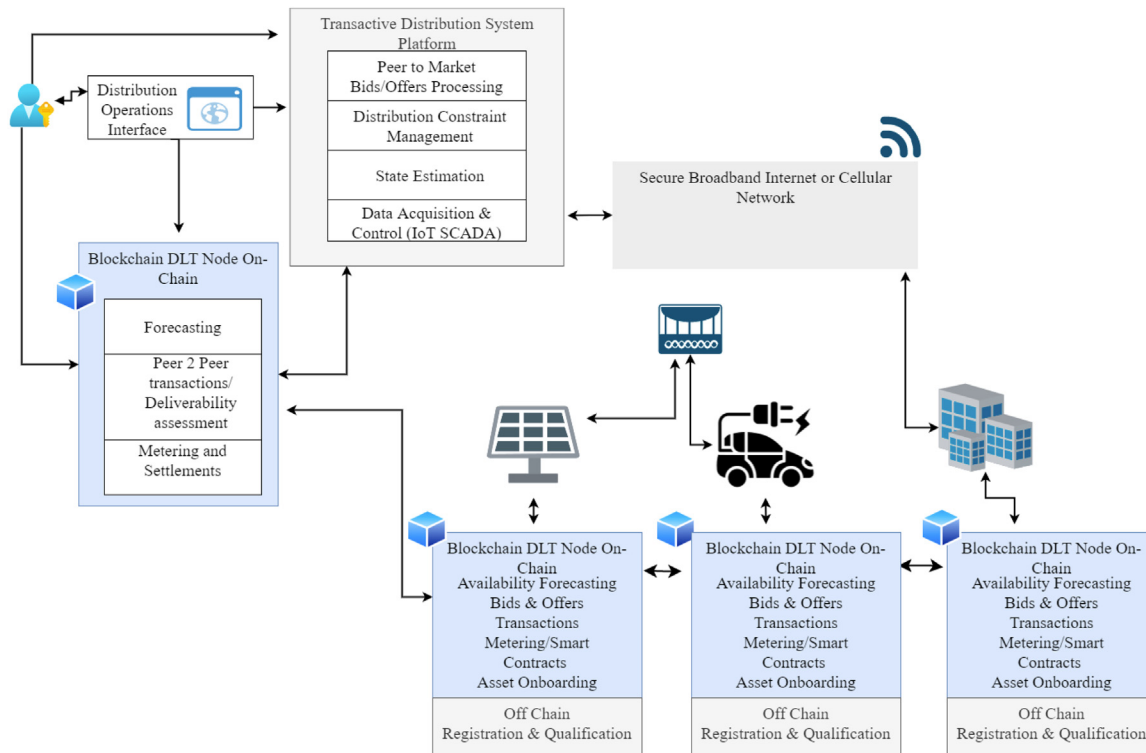 Transactive Distribution System
Platform
Peer to Market
Bids/Offers Processing
Distribution Constraint
Management
State Estimation
Data Acquisition &
Control (IoT SCADA)
Distribution
Operations
Interface
Secure Broadband Internet or Cellular
Network
Blockchain DLT Node On-
Chain
Forecasting
Peer 2 Peer
transactions/
Deliverability
assessment
Metering and
Settlements
Blockchain DLT Node On-
Chain
Availability Forecasting
Bids & Offers
Transactions
Metering/Smart
Contracts
Asset Onboarding
Off Chain
Registration & Qualification
Blockchain DLT Node On-
Chain
Availability Forecasting
Bids & Offers
Transactions
Metering/Smart
Contracts
Asset Onboarding
Off Chain
Registration & Qualification
Blockchain DLT Node On-
Chain
Availability Forecasting
Bids & Offers
Transactions
Metering/Smart
Contracts
Asset Onboarding
Off Chain
Registration & Qualification